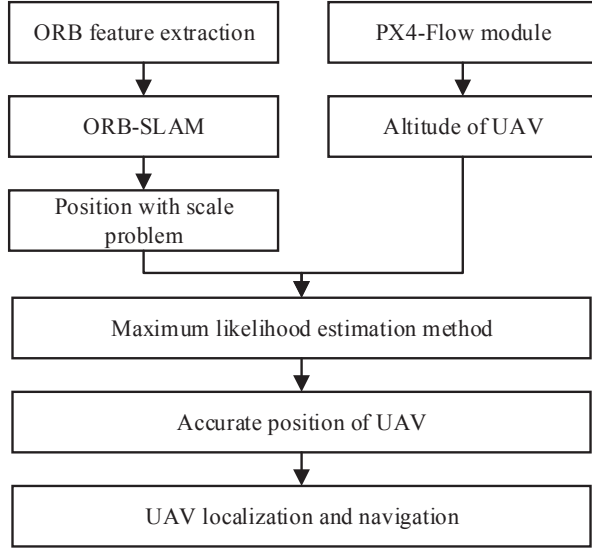 ORB feature extraction
PX4-Flow module
ORB-SLAM
Altitude of UAV
Position with scale
problem
Maximum likelihood estimation method
Accurate position of UAV
UAV localization and navigation